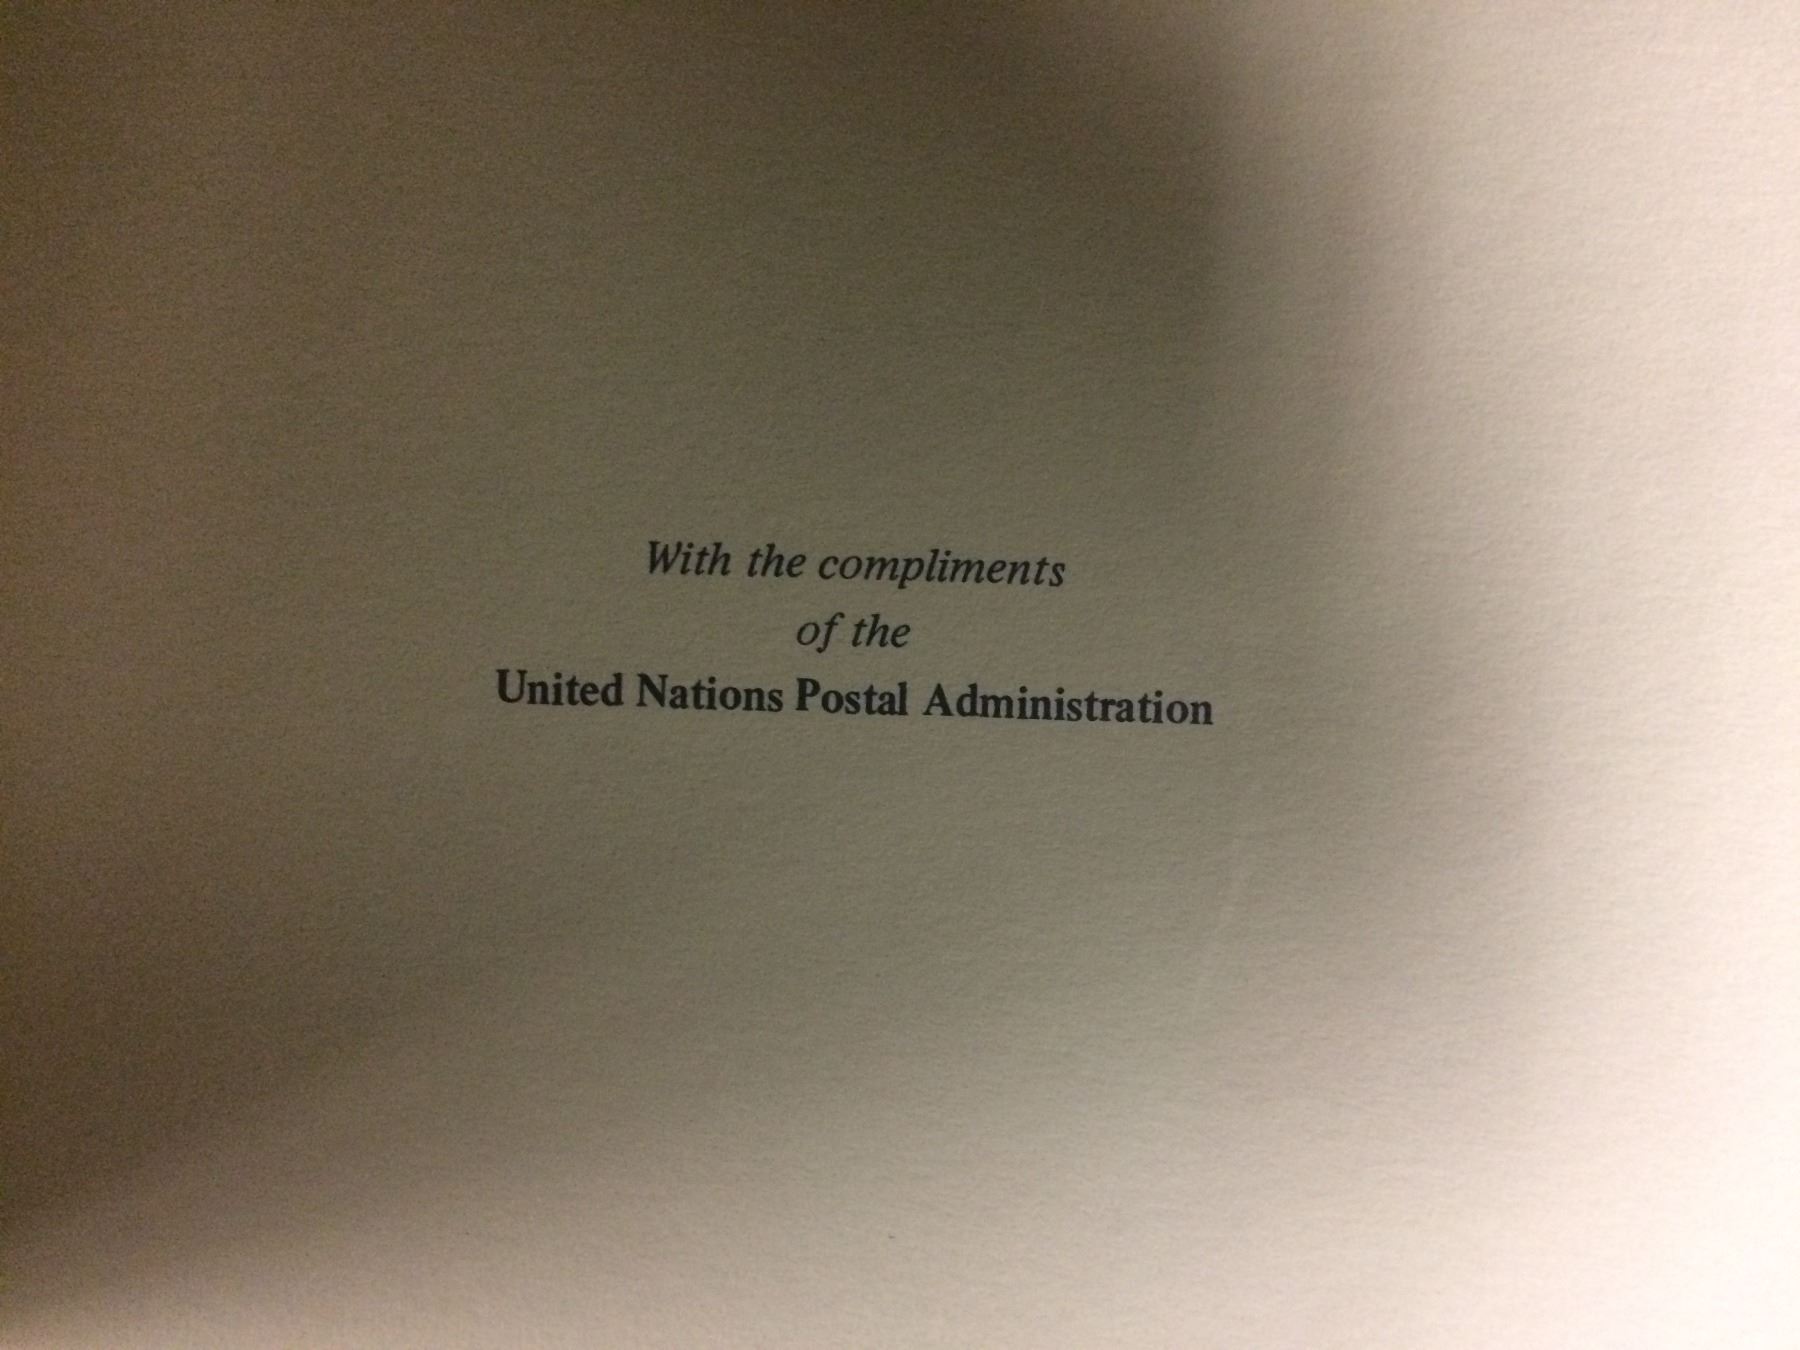 With the compliments
of the
United Nations Postal Administration